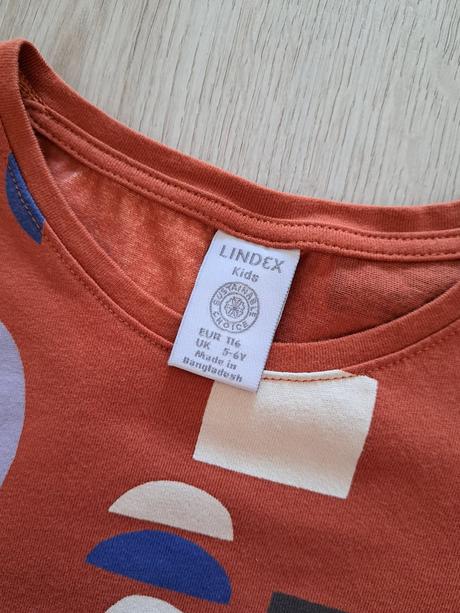 LINDEX
Kids
SUSTAINABLE
CHOICE
EUR 116
UK 5-6Y
Made in
Bangladesh